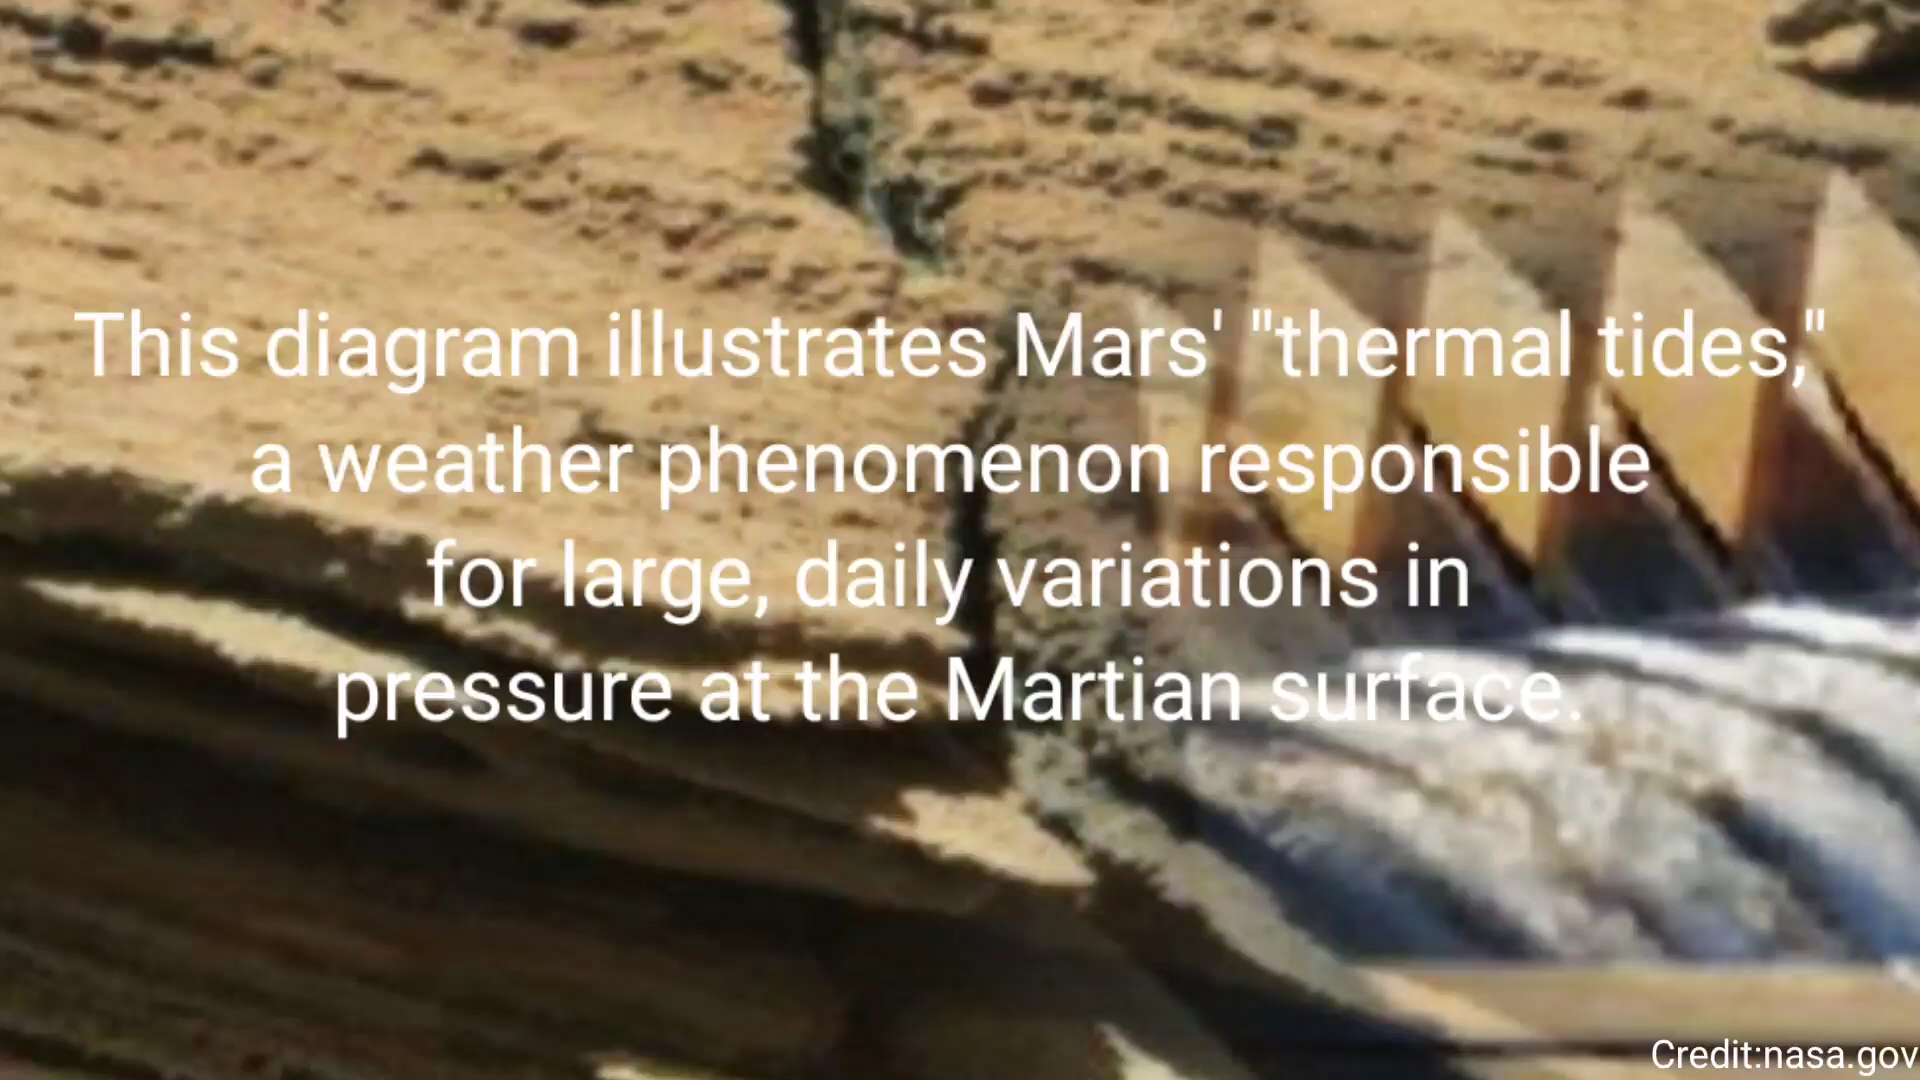 This diagram illustrates Mars' "thermal tides,"
a weather phenomenon responsible
for large, daily variations in
pressure at the Martian surface.
Credit:nasa.gov